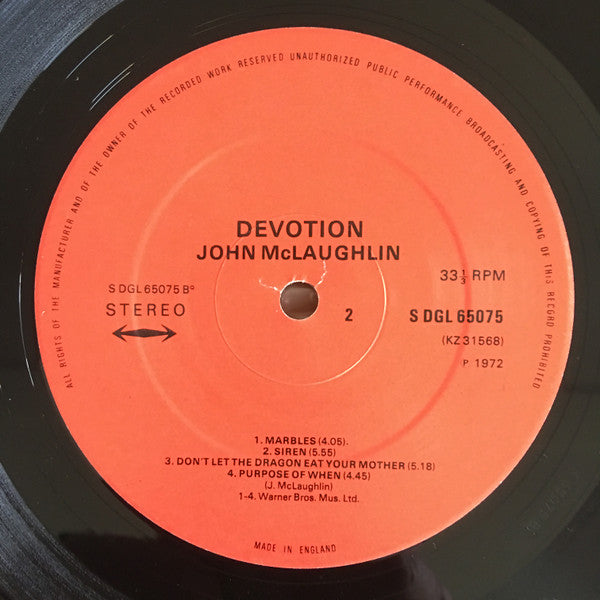 ALL RIGHTS OF THE MANUFACTURER AND OF THE OWNER OF THE RECORDED WORK RESERVED UNAUTHORIZED PUBLIC PERFORMANCE BROADCASTING AND COPYING OF THIS RECORD PROHIBITED
DEVOTION
JOHN McLAUGHLIN
S DGL 65075 Bº
STEREO
2
33⅓ RPM
S DGL 65075
(KZ 31568)
P 1972
1. MARBLES (4.05).
2. SIREN (5.55)
3. DON'T LET THE DRAGON EAT YOUR MOTHER (5.18)
4. PURPOSE OF WHEN (4.45)
(J. McLaughlin)
1-4. Warner Bros. Mus. Ltd.
MADE IN ENGLAND